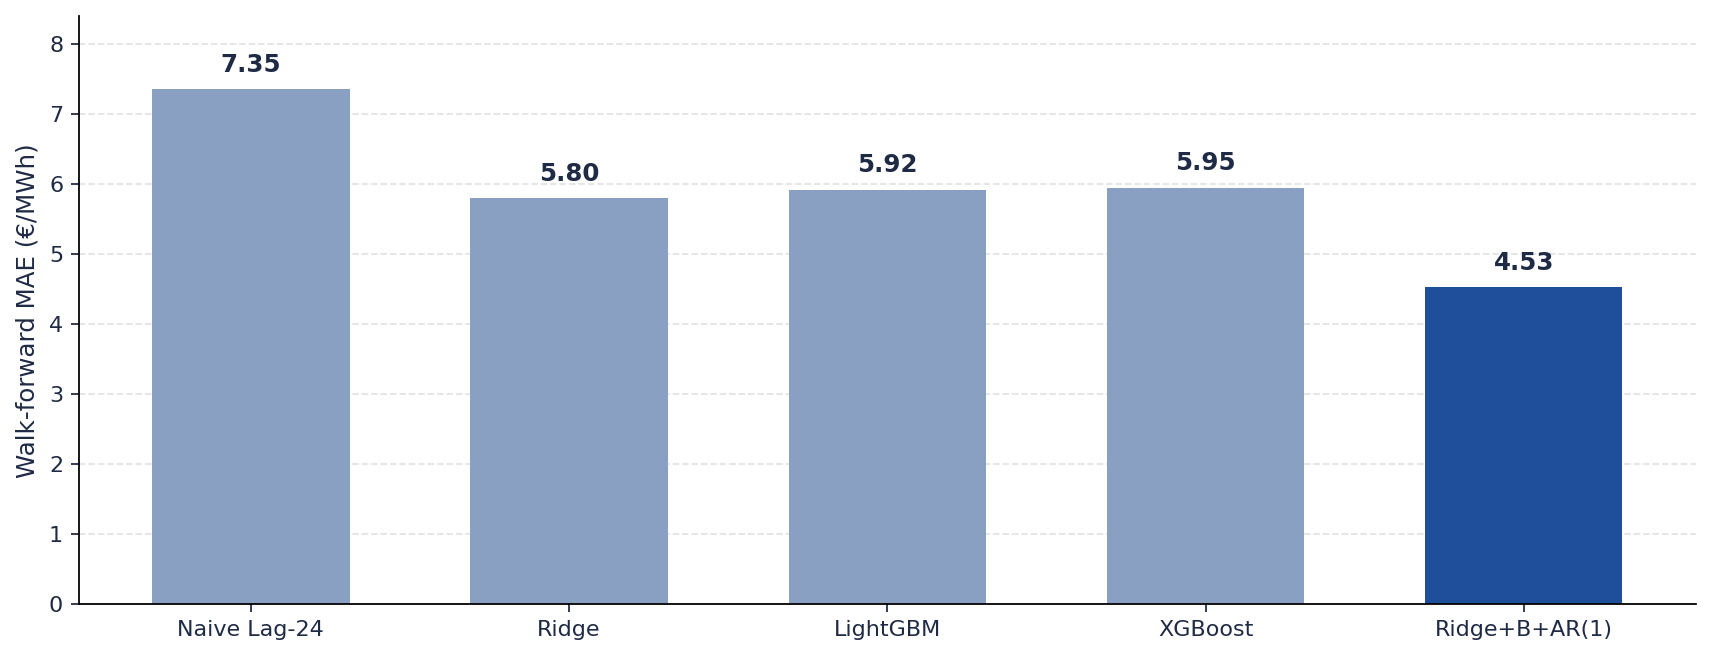 Walk-forward MAE (€/MWh)
8
7
6
5
4
3
2
1
0
7.35
5.80
5.92
5.95
4.53
Naive Lag-24
Ridge
LightGBM
XGBoost
Ridge+B+AR(1)